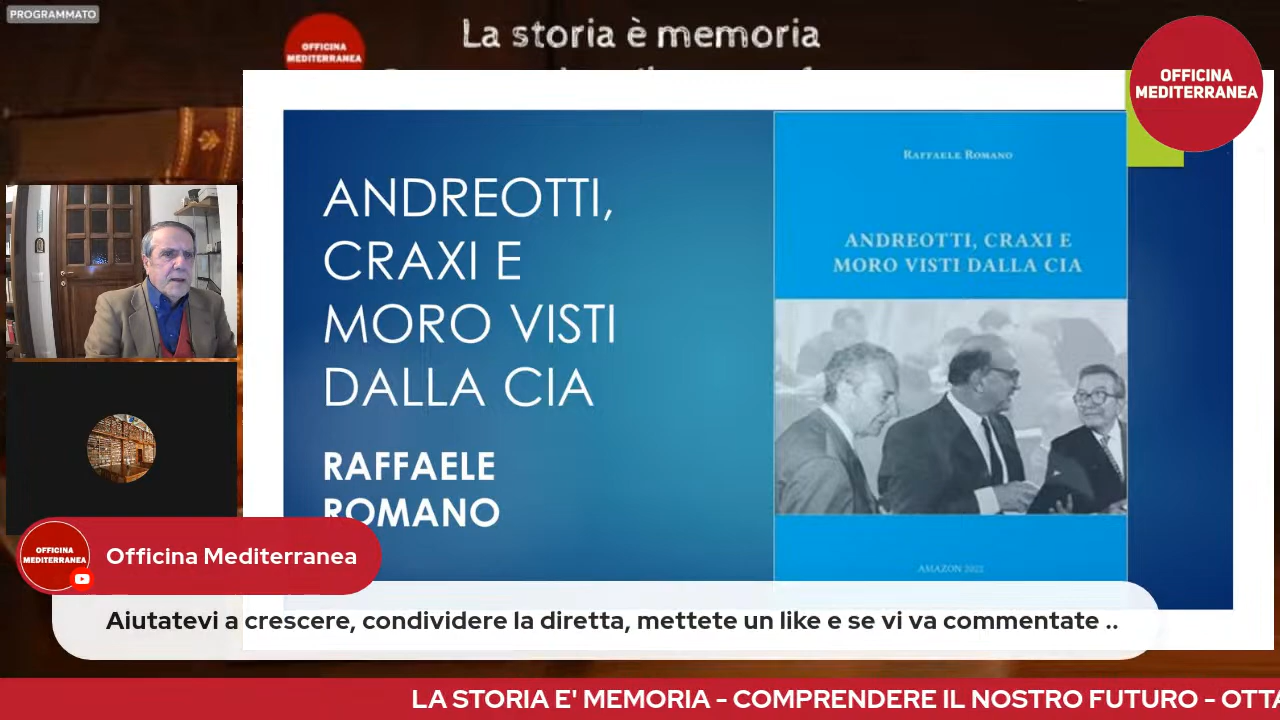 PROGRAMMATO
La storia è memoria
OFFICINA
MEDITERRANEA
OFFICINA
MEDITERRANEA
ANDREOTTI,
CRAXI E
MORO VISTI
DALLA CIA
RAFFAELE
ROMANO
RAFFAELE ROMANO
ANDREOTTI, CRAXI E
MORO VISTI DALLA CIA
AMAZON 2022
OFFICINA
MEDITERRANEA
Officina Mediterranea
Aiutatevi a crescere, condividere la diretta, mettete un like e se vi va commentate ..
LA STORIA E' MEMORIA - COMPRENDERE IL NOSTRO FUTURO - OTTA